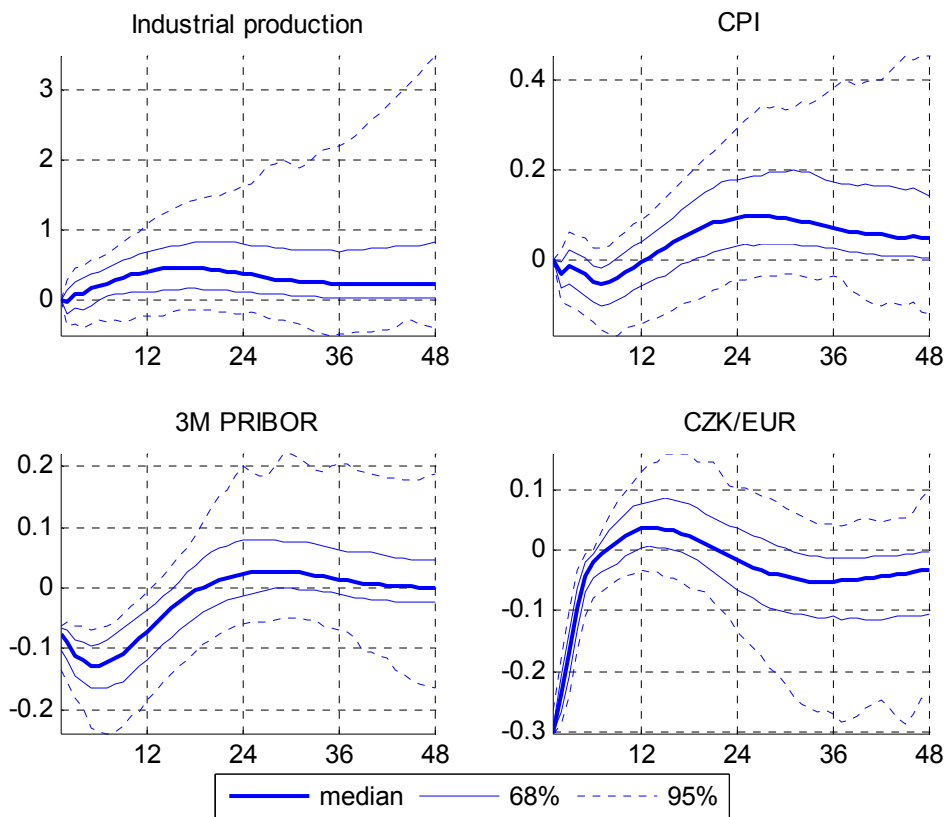 Industrial production
CPI
3
2
1
0
12 24 36 48
0.4
0.2
0
12 24 36 48
3M PRIBOR
CZK/EUR
0.2
0.1
0
-0.1
-0.2
12 24 36 48
0.1
0
-0.1
-0.2
-0.3
12 24 36 48
median 68% 95%